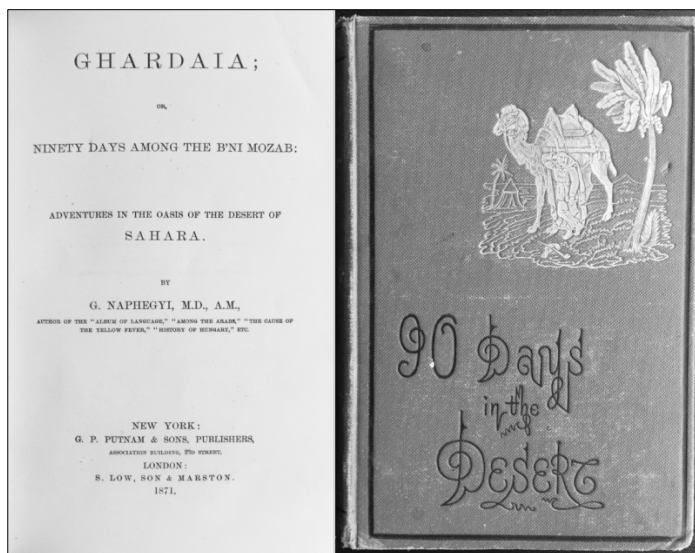 GHARDAIA;
OR,
NINETY DAYS AMONG THE B'NI MOZAB;
ADVENTURES IN THE OASIS OF THE DESERT OF
SAHARA.
BY
G. NAPHEGYI, M.D., A.M.,
AUTHOR OF THE "ALBUM OF LANGUAGE," "AMONG THE ARABS," "THE CAUSE OF
THE YELLOW FEVER," "HISTORY OF HUNGARY," ETC.
NEW YORK:
G. P. PUTNAM & SONS, PUBLISHERS,
ASSOCIATION BUILDING, 23D STREET.
LONDON:
S. LOW, SON & MARSTON.
1871.
90 Days
in the
DESERT